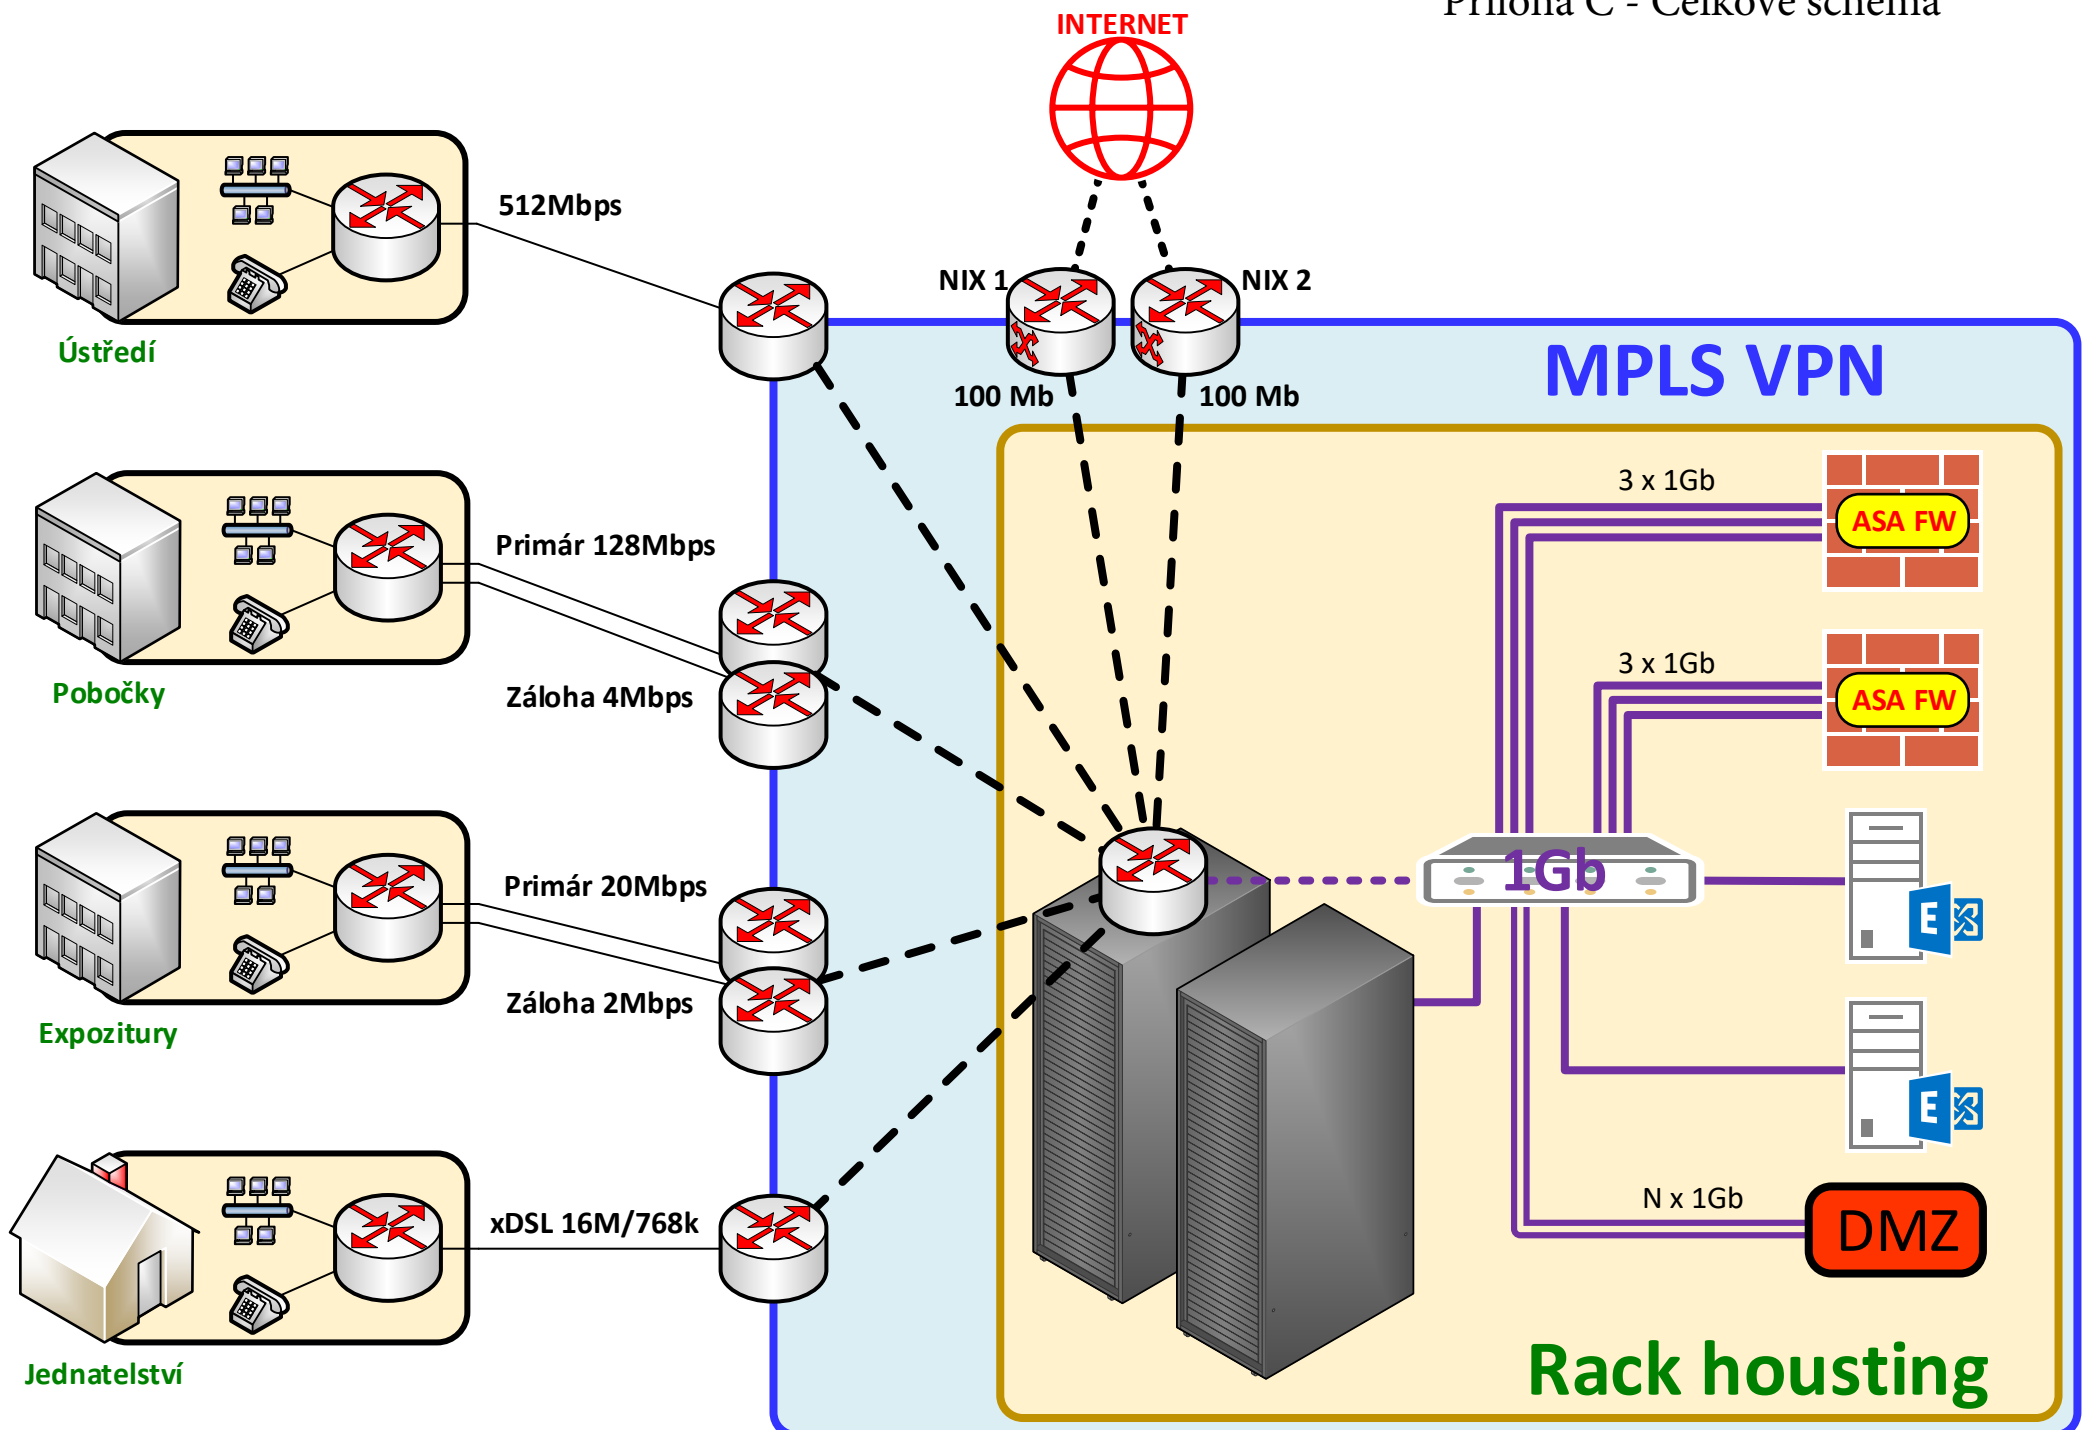 Příloha C - Celkové schéma
INTERNET
512Mbps
NIX 1
NIX 2
Ústředí
MPLS VPN
100 Mb
100 Mb
3 x 1Gb
ASA FW
Primár 128Mbps
3 x 1Gb
ASA FW
Pobočky
Záloha 4Mbps
1Gb
Primár 20Mbps
E
Záloha 2Mbps
Expozitury
E
N x 1Gb
xDSL 16M/768k
DMZ
Jednatelství
Rack housting